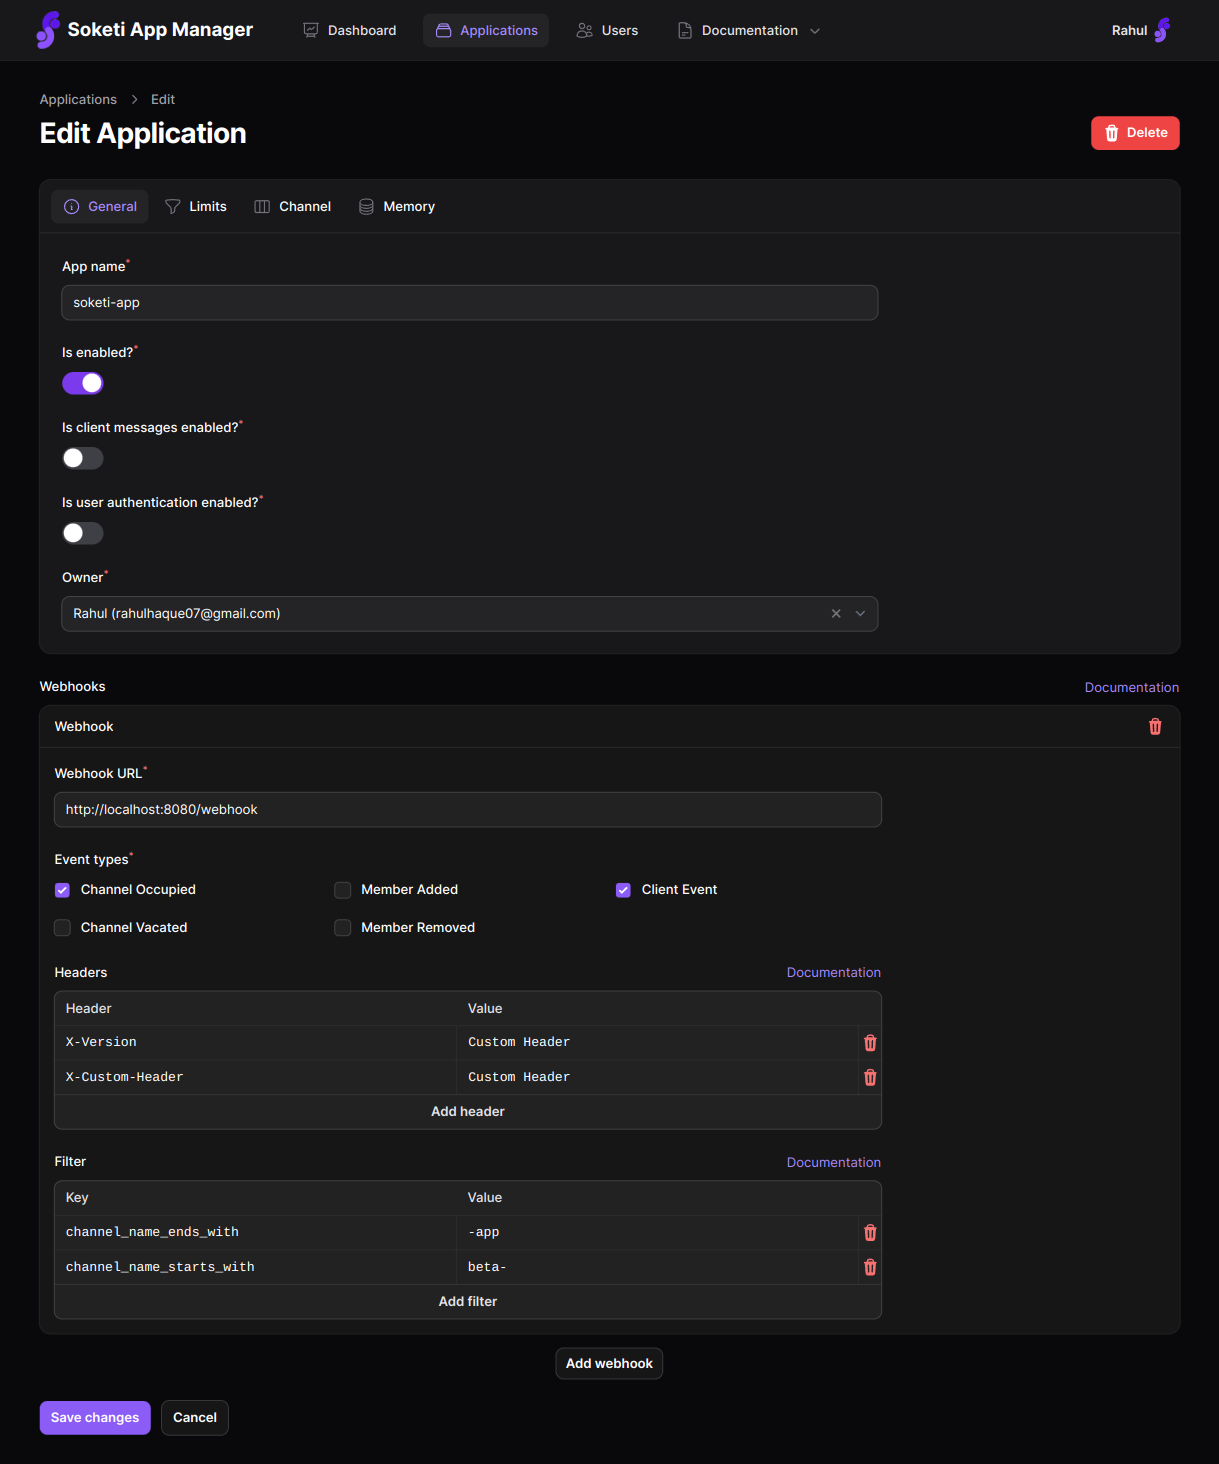 Soketi App Manager
Dashboard
Applications
Users
Documentation
Rahul
Applications
Edit
Edit Application
Delete
General
Limits
Channel
Memory
App name*
soketi-app
Is enabled?*
Is client messages enabled?*
Is user authentication enabled?*
Owner*
Rahul (rahulhaque07@gmail.com)
Webhooks
Documentation
Webhook
Webhook URL*
http://localhost:8080/webhook
Event types*
Channel Occupied
Member Added
Client Event
Channel Vacated
Member Removed
Headers
Documentation
Header
Value
X-Version
Custom Header
X-Custom-Header
Custom Header
Add header
Filter
Documentation
Key
Value
channel_name_ends_with
-app
channel_name_starts_with
beta-
Add filter
Add webhook
Save changes
Cancel